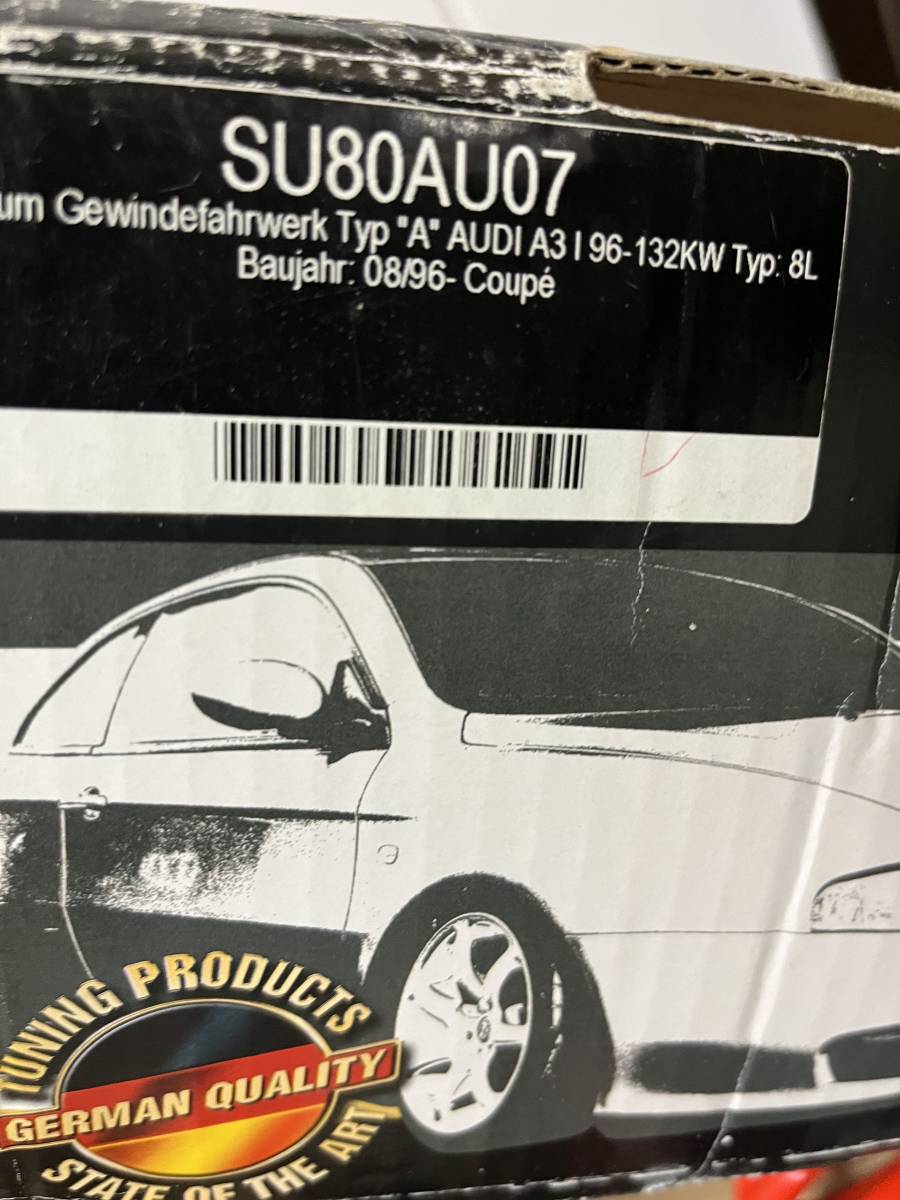 SU80AU07
Gewindefahrwerk Typ "A" AUDI A3 I 96-132KW Typ: 8L
Baujahr: 08/96- Coupé
TUNING PRODUCTS
GERMAN QUALITY
STATE OF THE ART